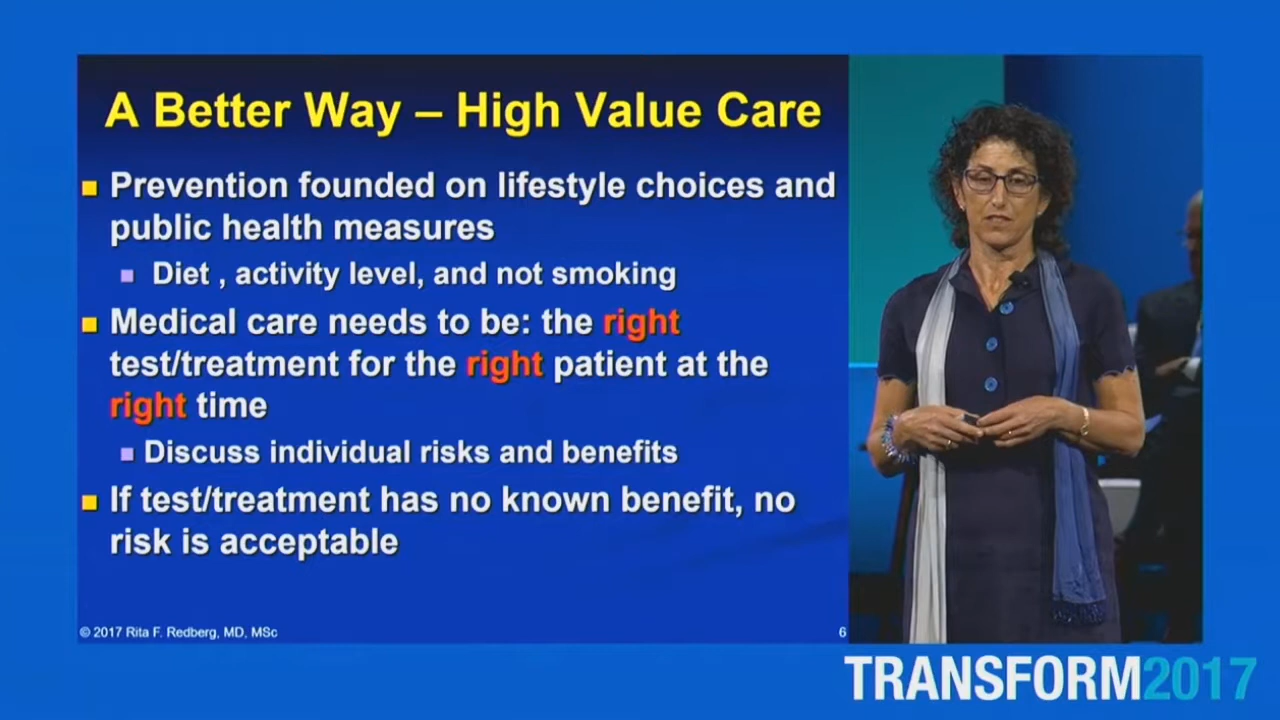 A Better Way – High Value Care
Prevention founded on lifestyle choices and
public health measures
Diet , activity level, and not smoking
Medical care needs to be: the right
test/treatment for the right patient at the
right time
Discuss individual risks and benefits
If test/treatment has no known benefit, no
risk is acceptable
© 2017 Rita F. Redberg, MD, MSc
6
TRANSFORM2017